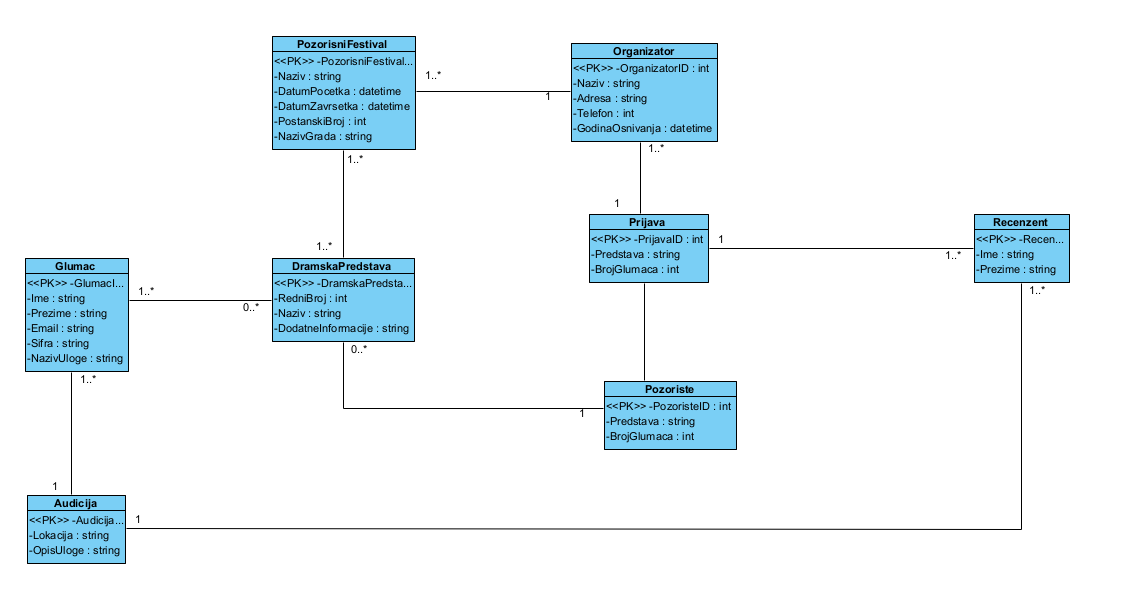 PozorisniFestival
<<PK>> -PozorisniFestival...
-Naziv : string
-DatumPocetka : datetime
-DatumZavrsetka : datetime
-PostanskiBroj : int
-NazivGrada : string
1..*
1
Organizator
<<PK>> -OrganizatorID : int
-Naziv : string
-Adresa : string
-Telefon : int
-GodinaOsnivanja : datetime
1..*
1..*
1
1..*
Prijava
<<PK>> -PrijavaID : int
-Predstava : string
-BrojGlumaca : int
1
1..*
Recenzent
<<PK>> -Recen...
-Ime : string
-Prezime : string
1..*
Glumac
<<PK>> -GlumacI...
-Ime : string
-Prezime : string
-Email : string
-Sifra : string
-NazivUloge : string
1..*
0..*
DramskaPredstava
<<PK>> -DramskaPredsta...
-RedniBroj : int
-Naziv : string
-DodatneInformacije : string
0..*
1..*
1
Pozoriste
<<PK>> -PozoristeID : int
-Predstava : string
-BrojGlumaca : int
1
Audicija
<<PK>> -Audicija...
-Lokacija : string
-OpisUloge : string
1